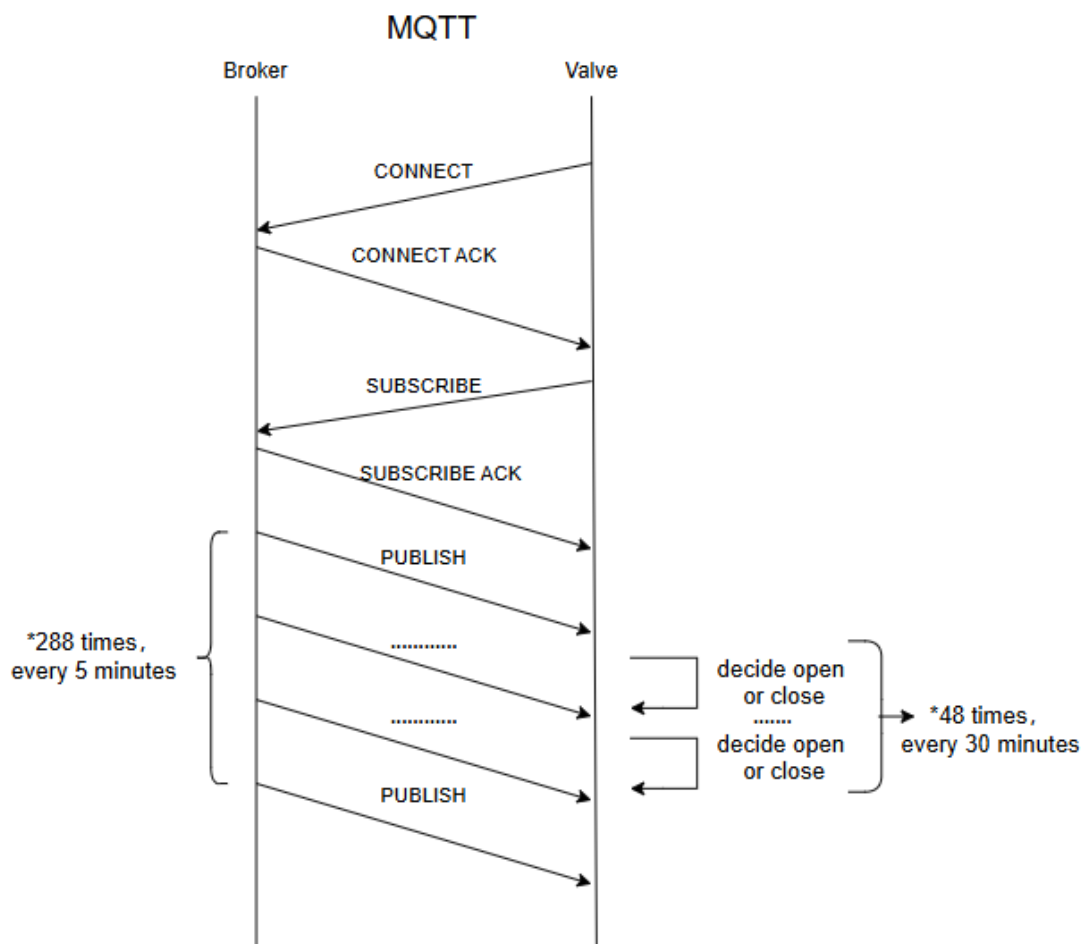 MQTT
Broker
Valve
CONNECT
CONNECT ACK
SUBSCRIBE
SUBSCRIBE ACK
PUBLISH
............
*288 times,
every 5 minutes
decide open
or close
.......
............
*48 times,
every 30 minutes
decide open
or close
PUBLISH